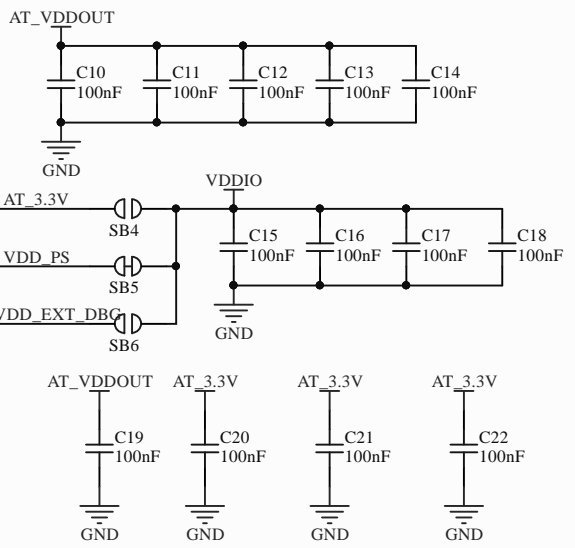 AT_VDDOUT
C10 C11 C12 C13 C14
100nF 100nF 100nF 100nF 100nF
GND
VDDIO
AT_3.3V
SB4
C15 C16 C17 C18
100nF 100nF 100nF 100nF
VDD_PS
SB5
VDD_EXT_DBG
GND
SB6
AT_VDDOUT AT_3.3V AT_3.3V AT_3.3V
C19 C20 C21 C22
100nF 100nF 100nF 100nF
GND GND GND GND